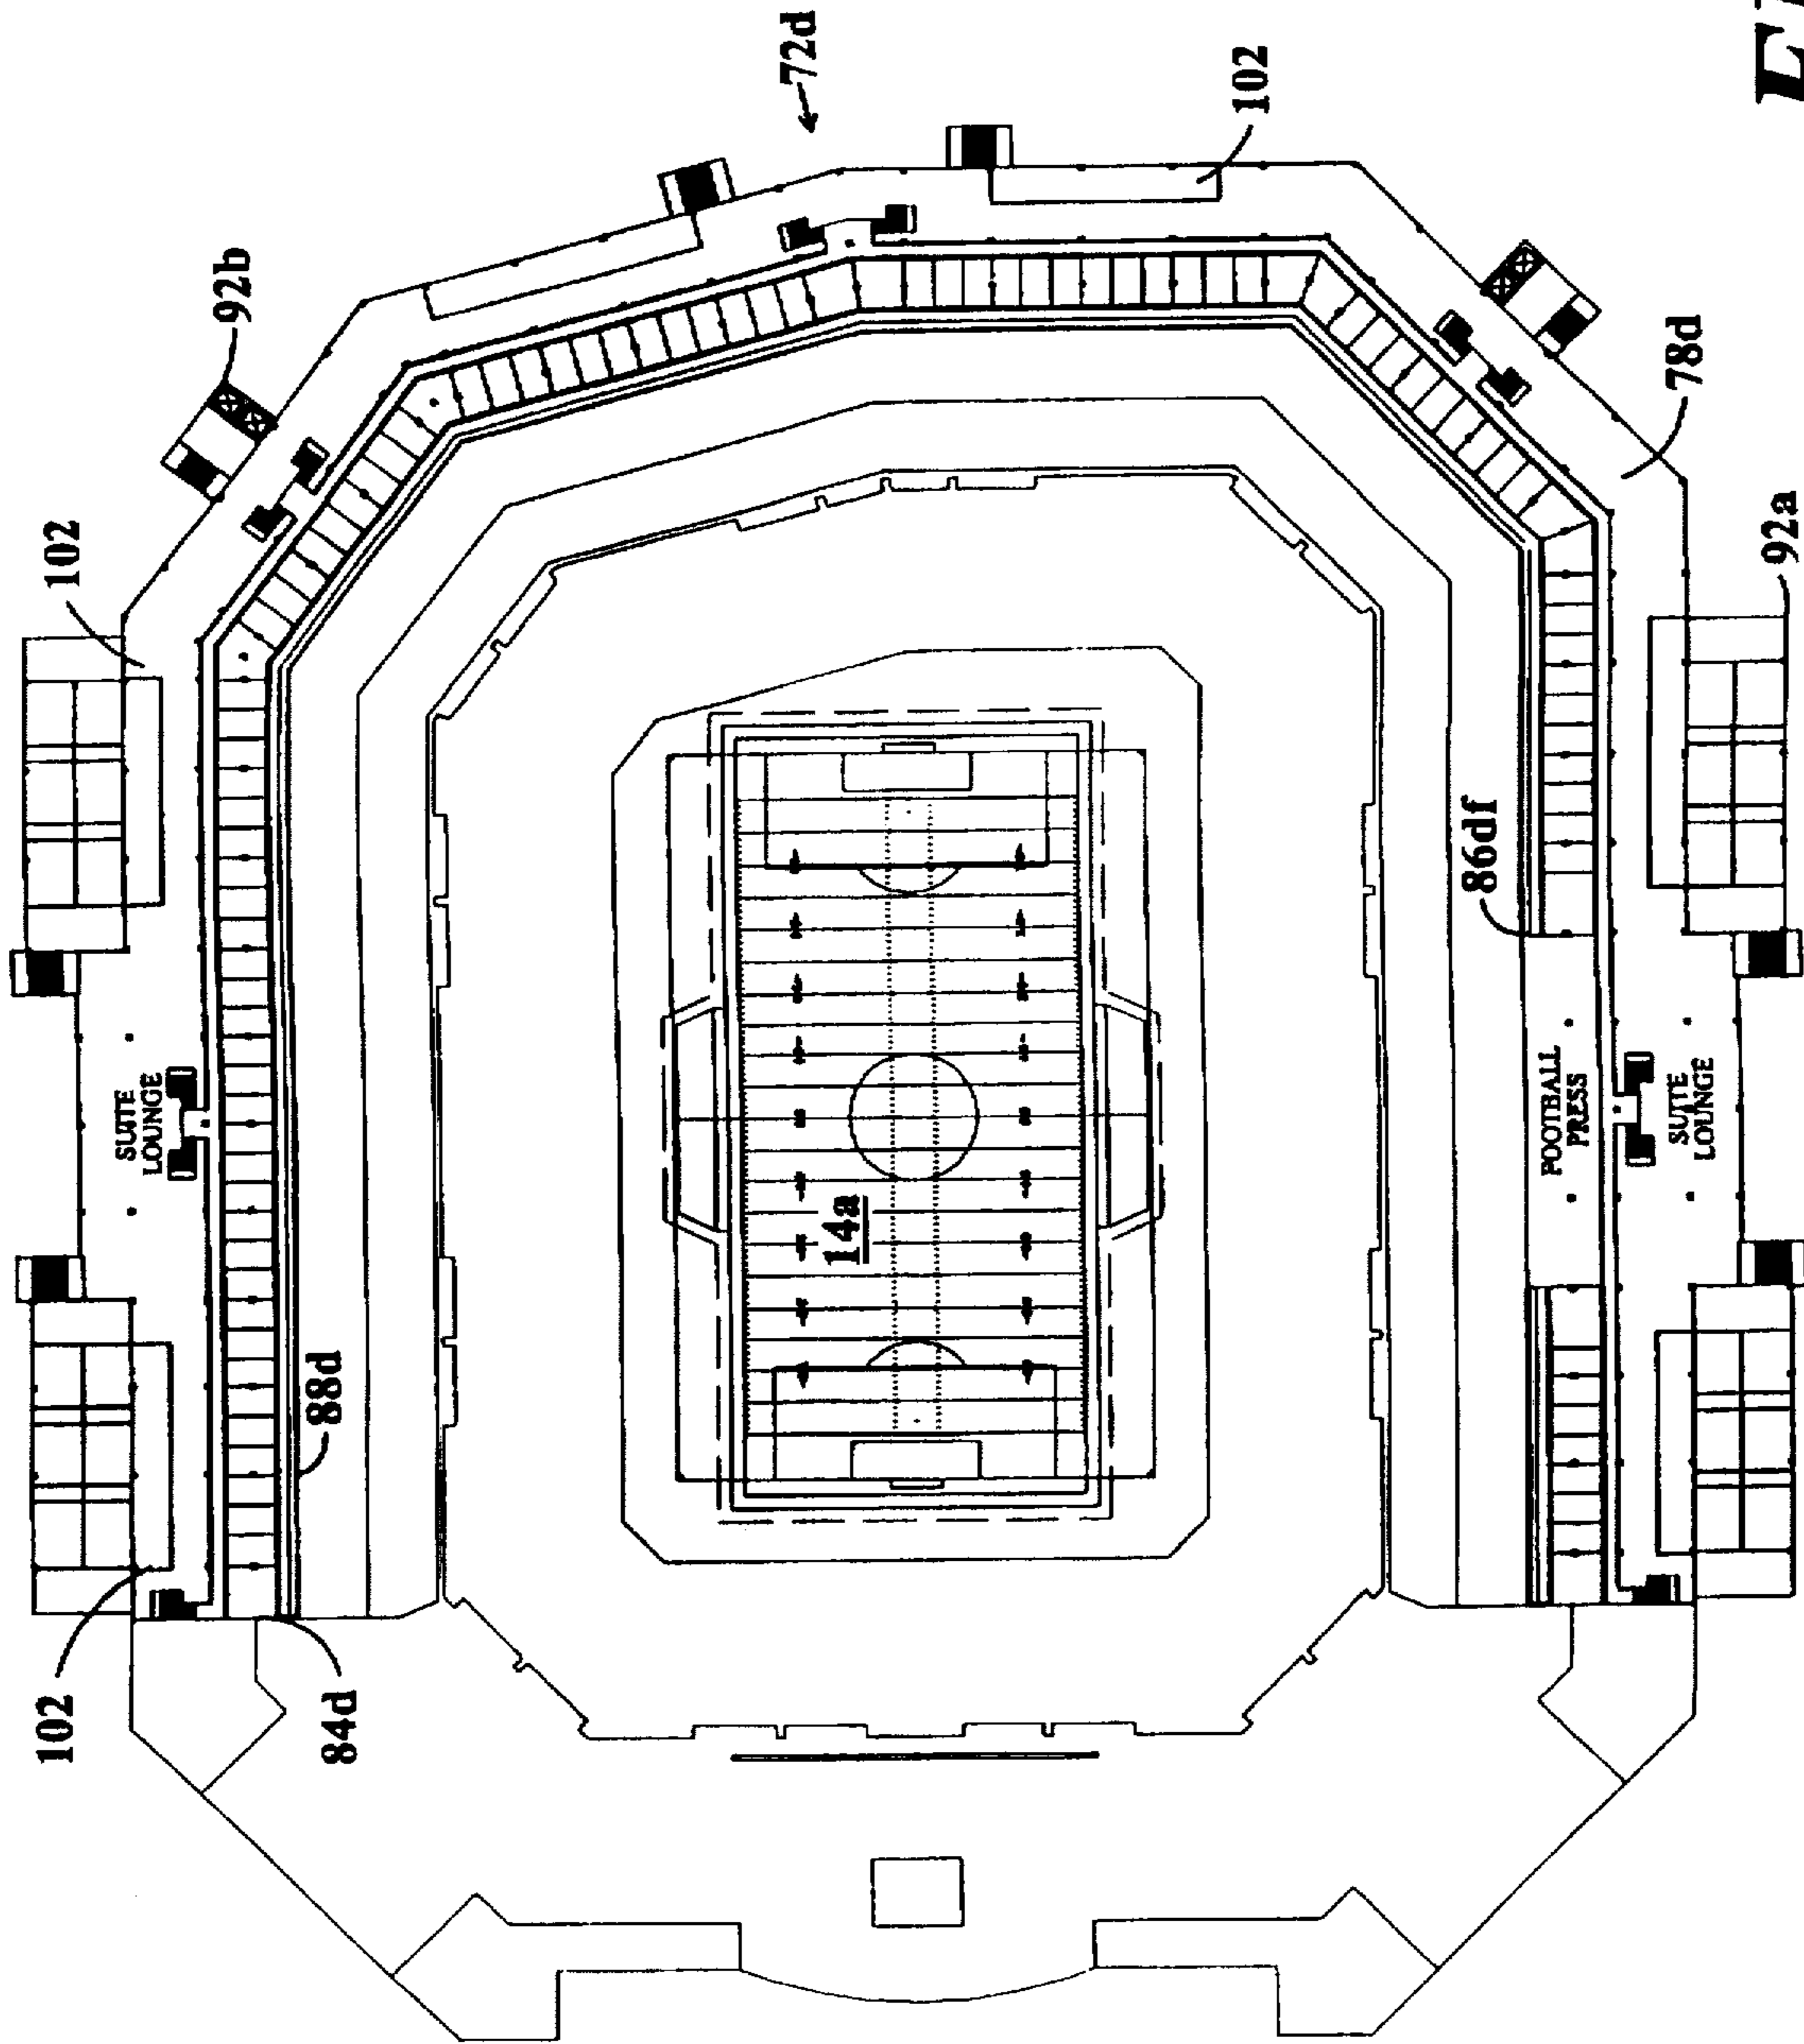 102
102
SUITE
LOUNGE
92b
88d
84d
72d
14a
102
86df
FOOTBALL
PRESS
SUITE
LOUNGE
78d
92a